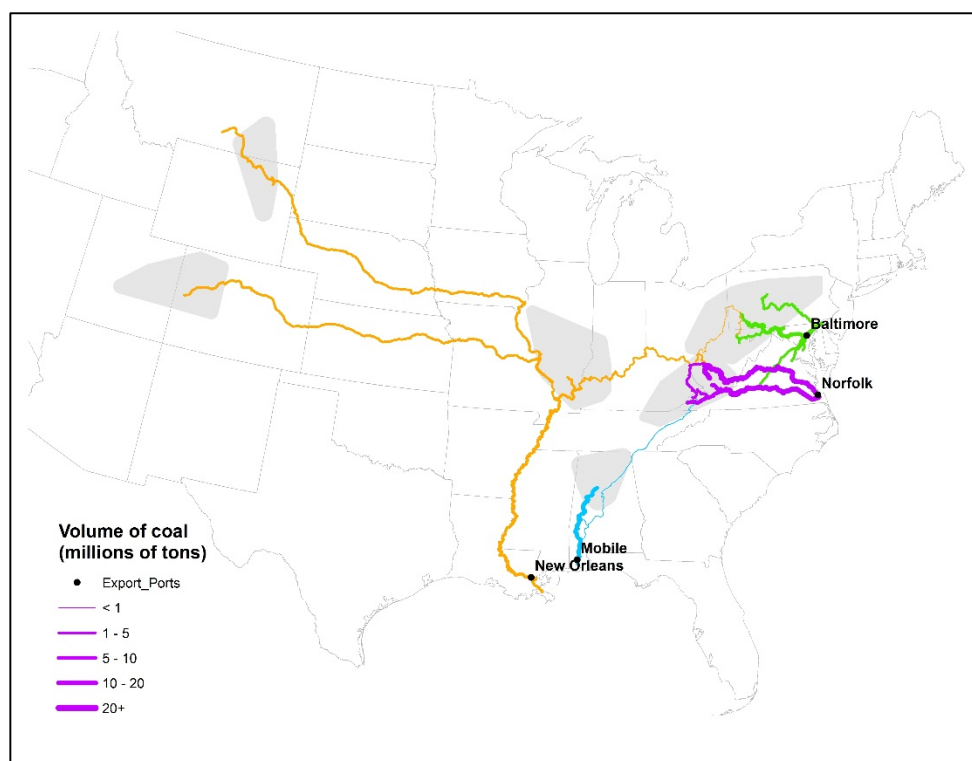 Baltimore
Norfolk
Mobile
New Orleans
Volume of coal
(millions of tons)
Export_Ports
< 1
1 - 5
5 - 10
10 - 20
20+